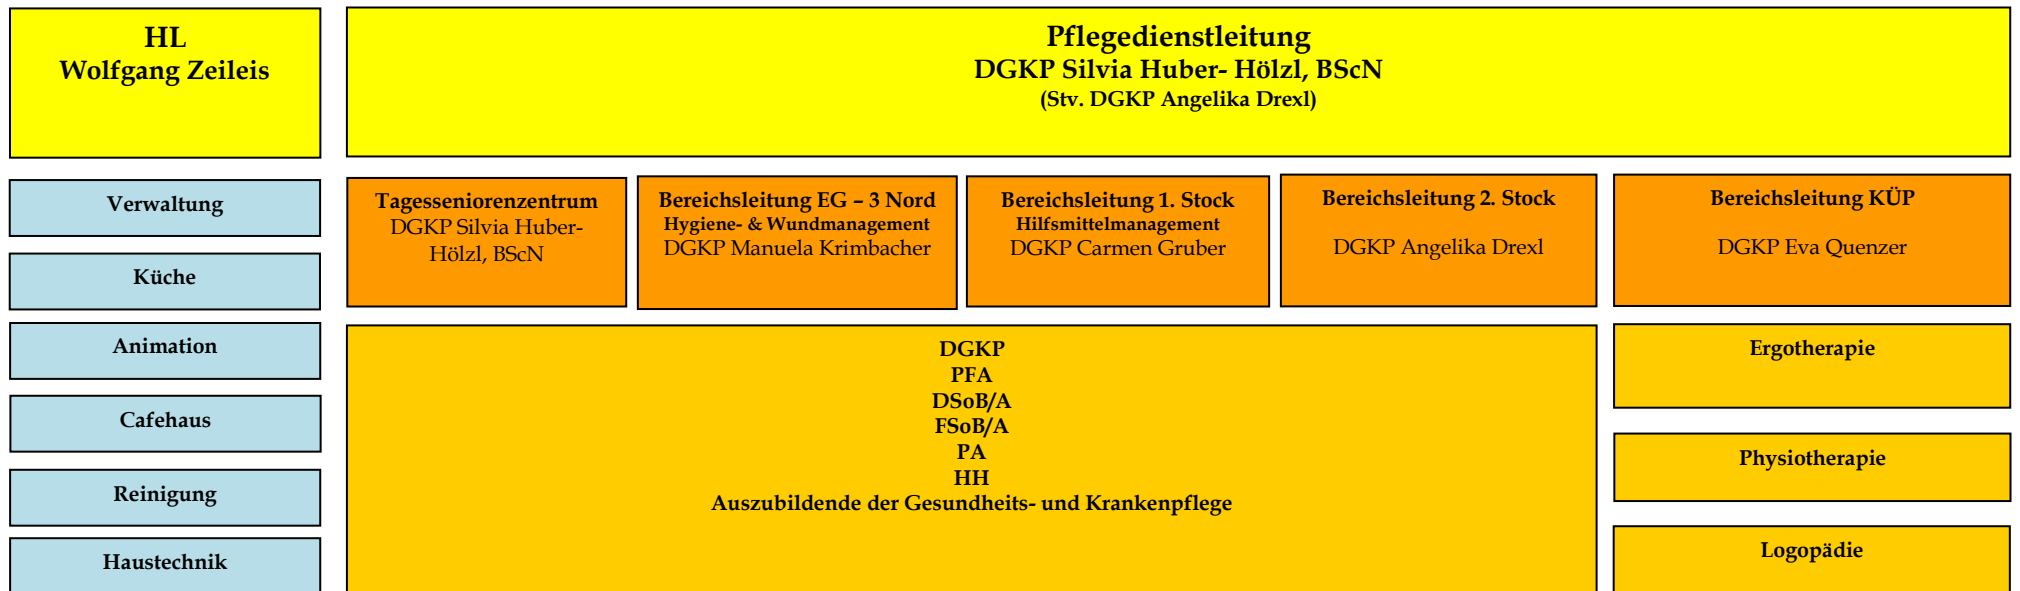 HL
Wolfgang Zeileis
Pflegedienstleitung
DGKP Silvia Huber- Hölzl, BScN
(Stv. DGKP Angelika Drexl)
Verwaltung
Küche
Animation
Cafehaus
Reinigung
Haustechnik
Tagesseniorenzentrum
DGKP Silvia Huber-
Hölzl, BScN
Bereichsleitung EG – 3 Nord
Hygiene- & Wundmanagement
DGKP Manuela Krimbacher
Bereichsleitung 1. Stock
Hilfsmittelmanagement
DGKP Carmen Gruber
Bereichsleitung 2. Stock
DGKP Angelika Drexl
Bereichsleitung KÜP
DGKP Eva Quenzer
DGKP
PFA
DSoB/A
FSoB/A
PA
HH
Auszubildende der Gesundheits- und Krankenpflege
Ergotherapie
Physiotherapie
Logopädie